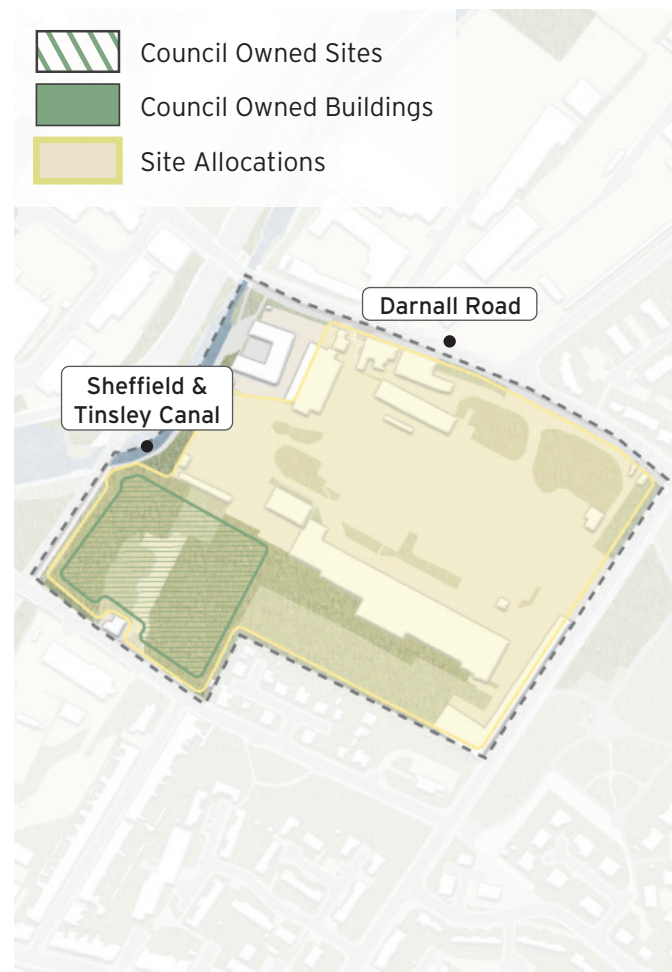 Council Owned Sites
Council Owned Buildings
Site Allocations
Darnall Road
Sheffield &
Tinsley Canal